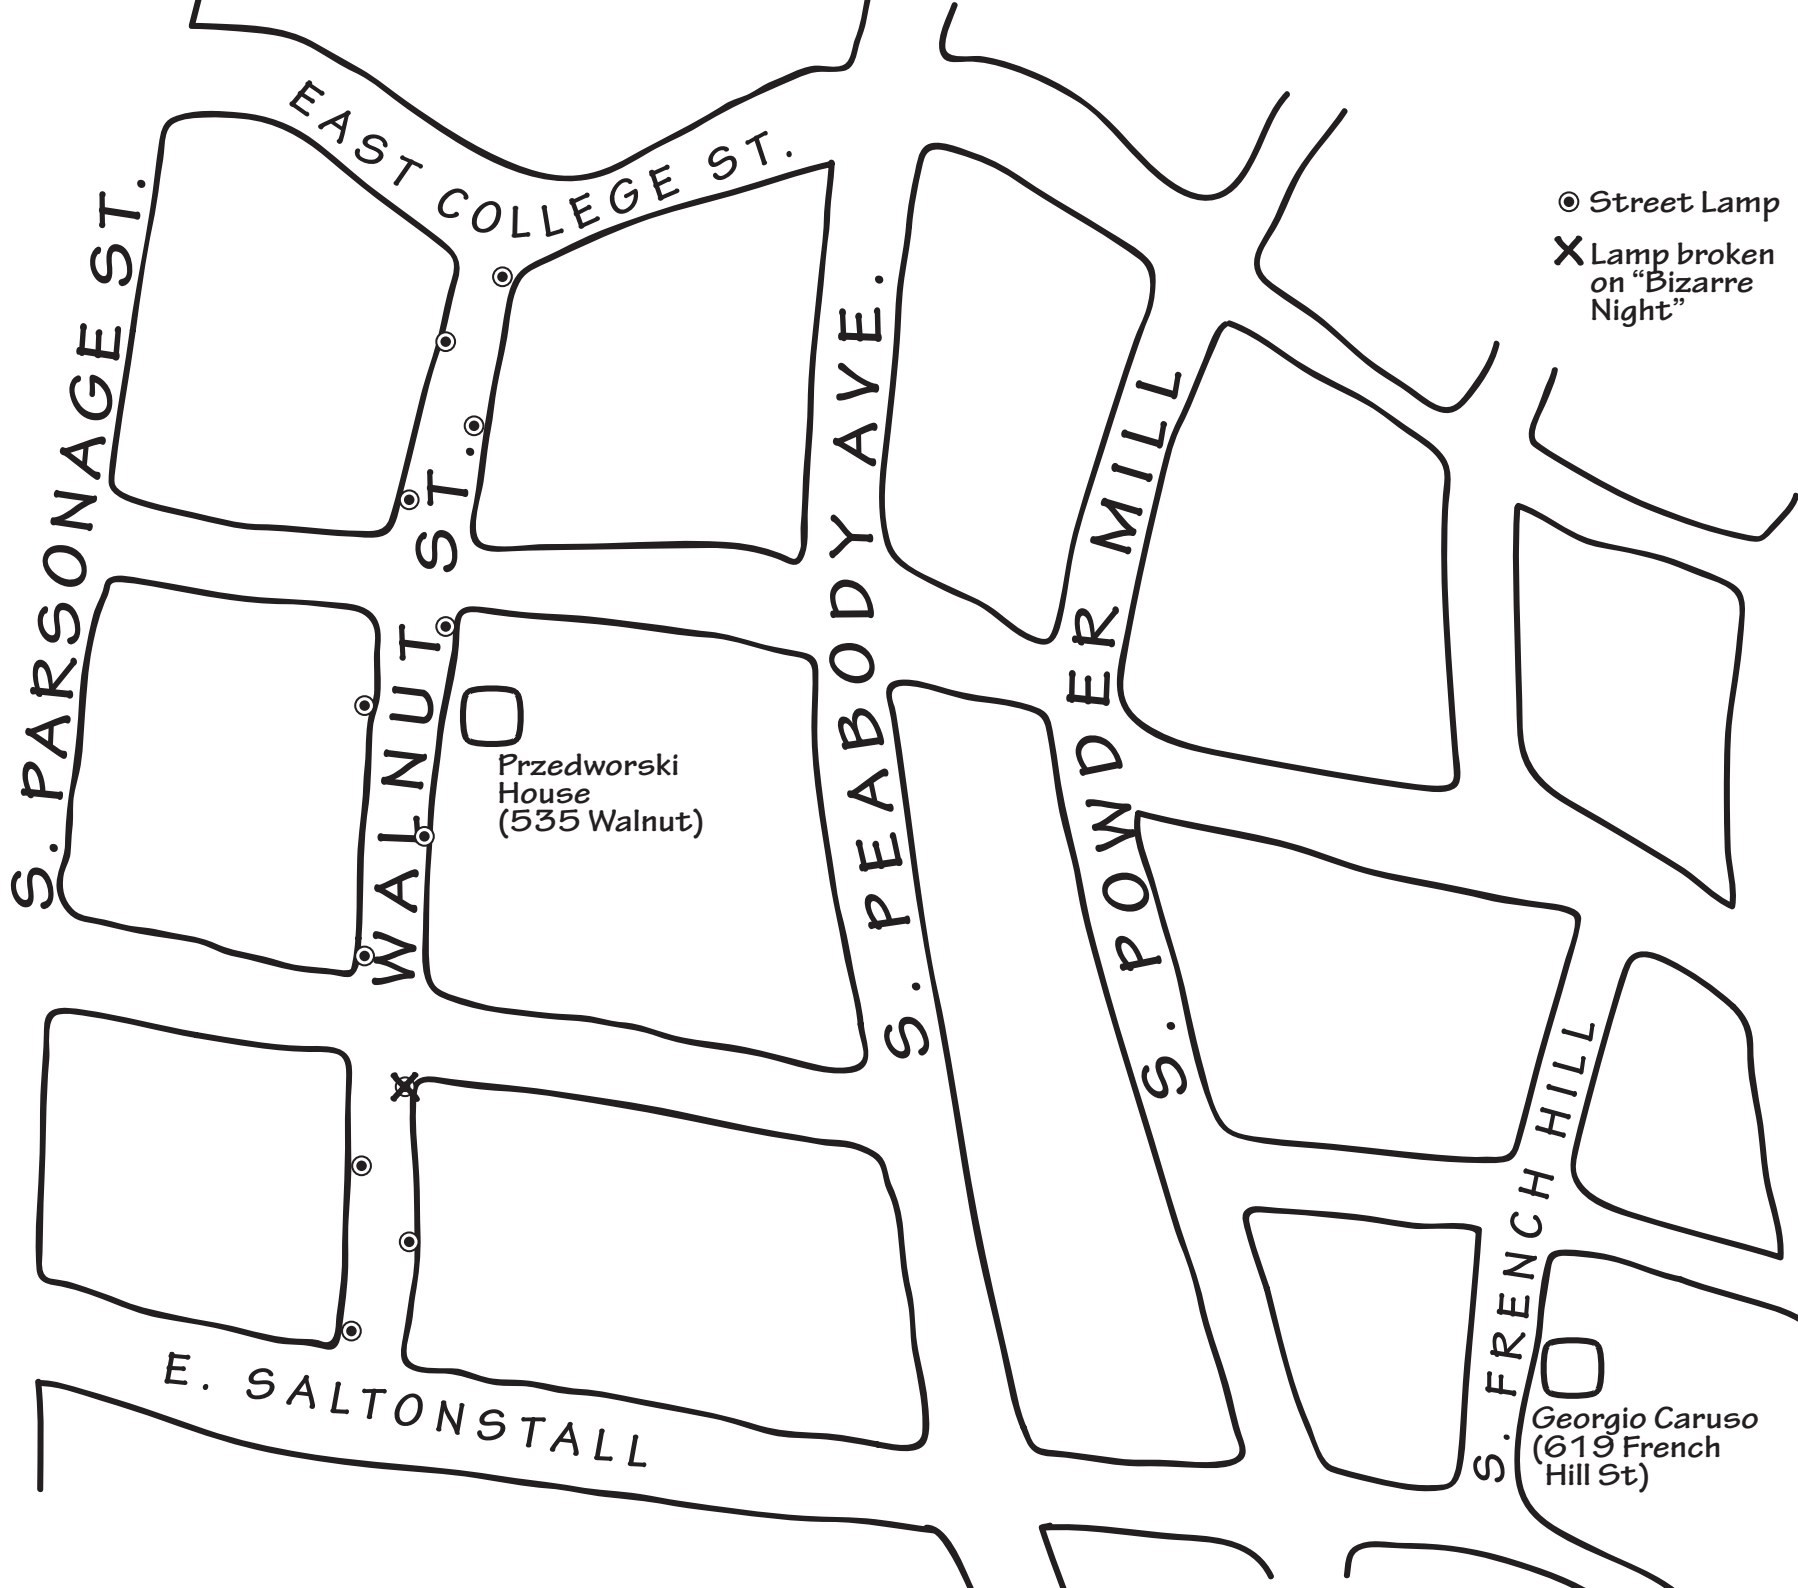 EAST COLLEGE ST.
S. PARSONAGE ST.
WALNUT ST.
S. PEABODY AVE.
S. POWDER MILL
S. FRENCH HILL
E. SALTONSTALL
Street Lamp
Lamp broken
on “Bizarre
Night”
Przedworski
House
(535 Walnut)
Georgio Caruso
(619 French
Hill St)